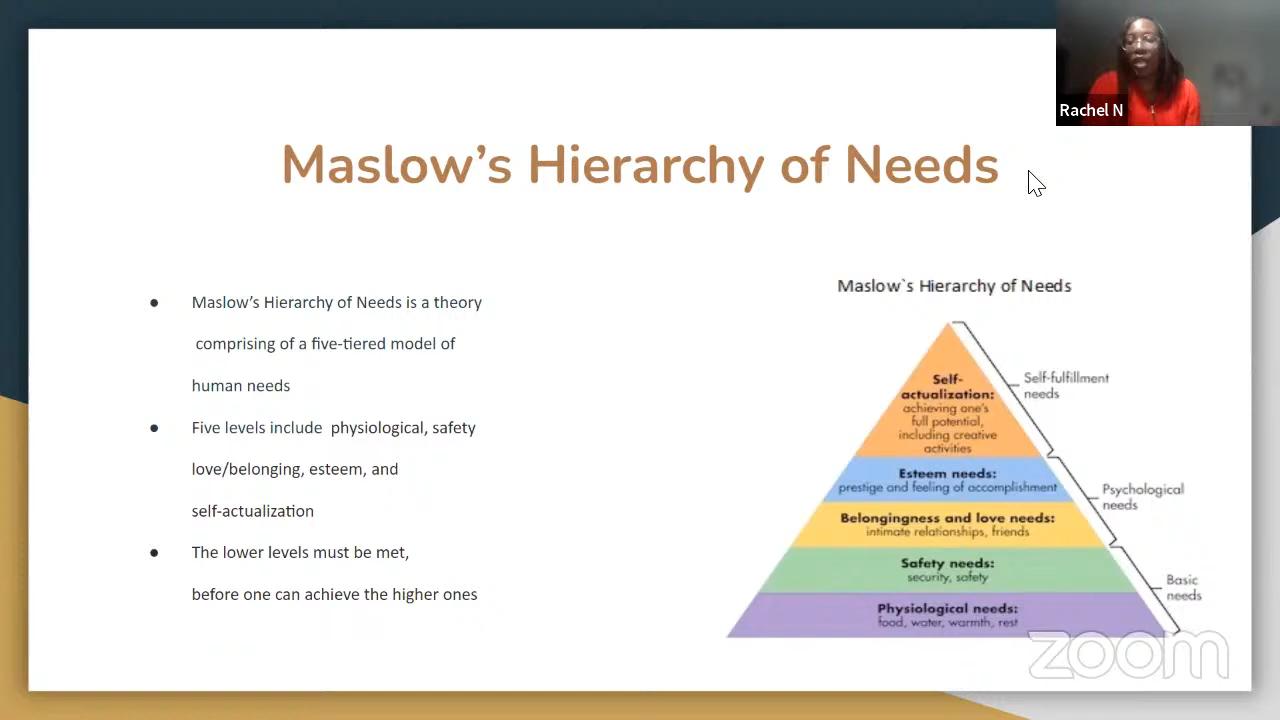 Rachel N
Maslow’s Hierarchy of Needs
● Maslow’s Hierarchy of Needs is a theory
comprising of a five-tiered model of
human needs
● Five levels include physiological, safety
love/belonging, esteem, and
self-actualization
● The lower levels must be met,
before one can achieve the higher ones
Maslow`s Hierarchy of Needs
Self-
actualization:
achieving one's
full potential,
including creative
activities
Self-fulfillment
needs
Esteem needs:
prestige and feeling of accomplishment
Belongingness and love needs:
intimate relationships, friends
Psychological
needs
Safety needs:
security, safety
Physiological needs:
food, water, warmth, rest
Basic
needs
zoom